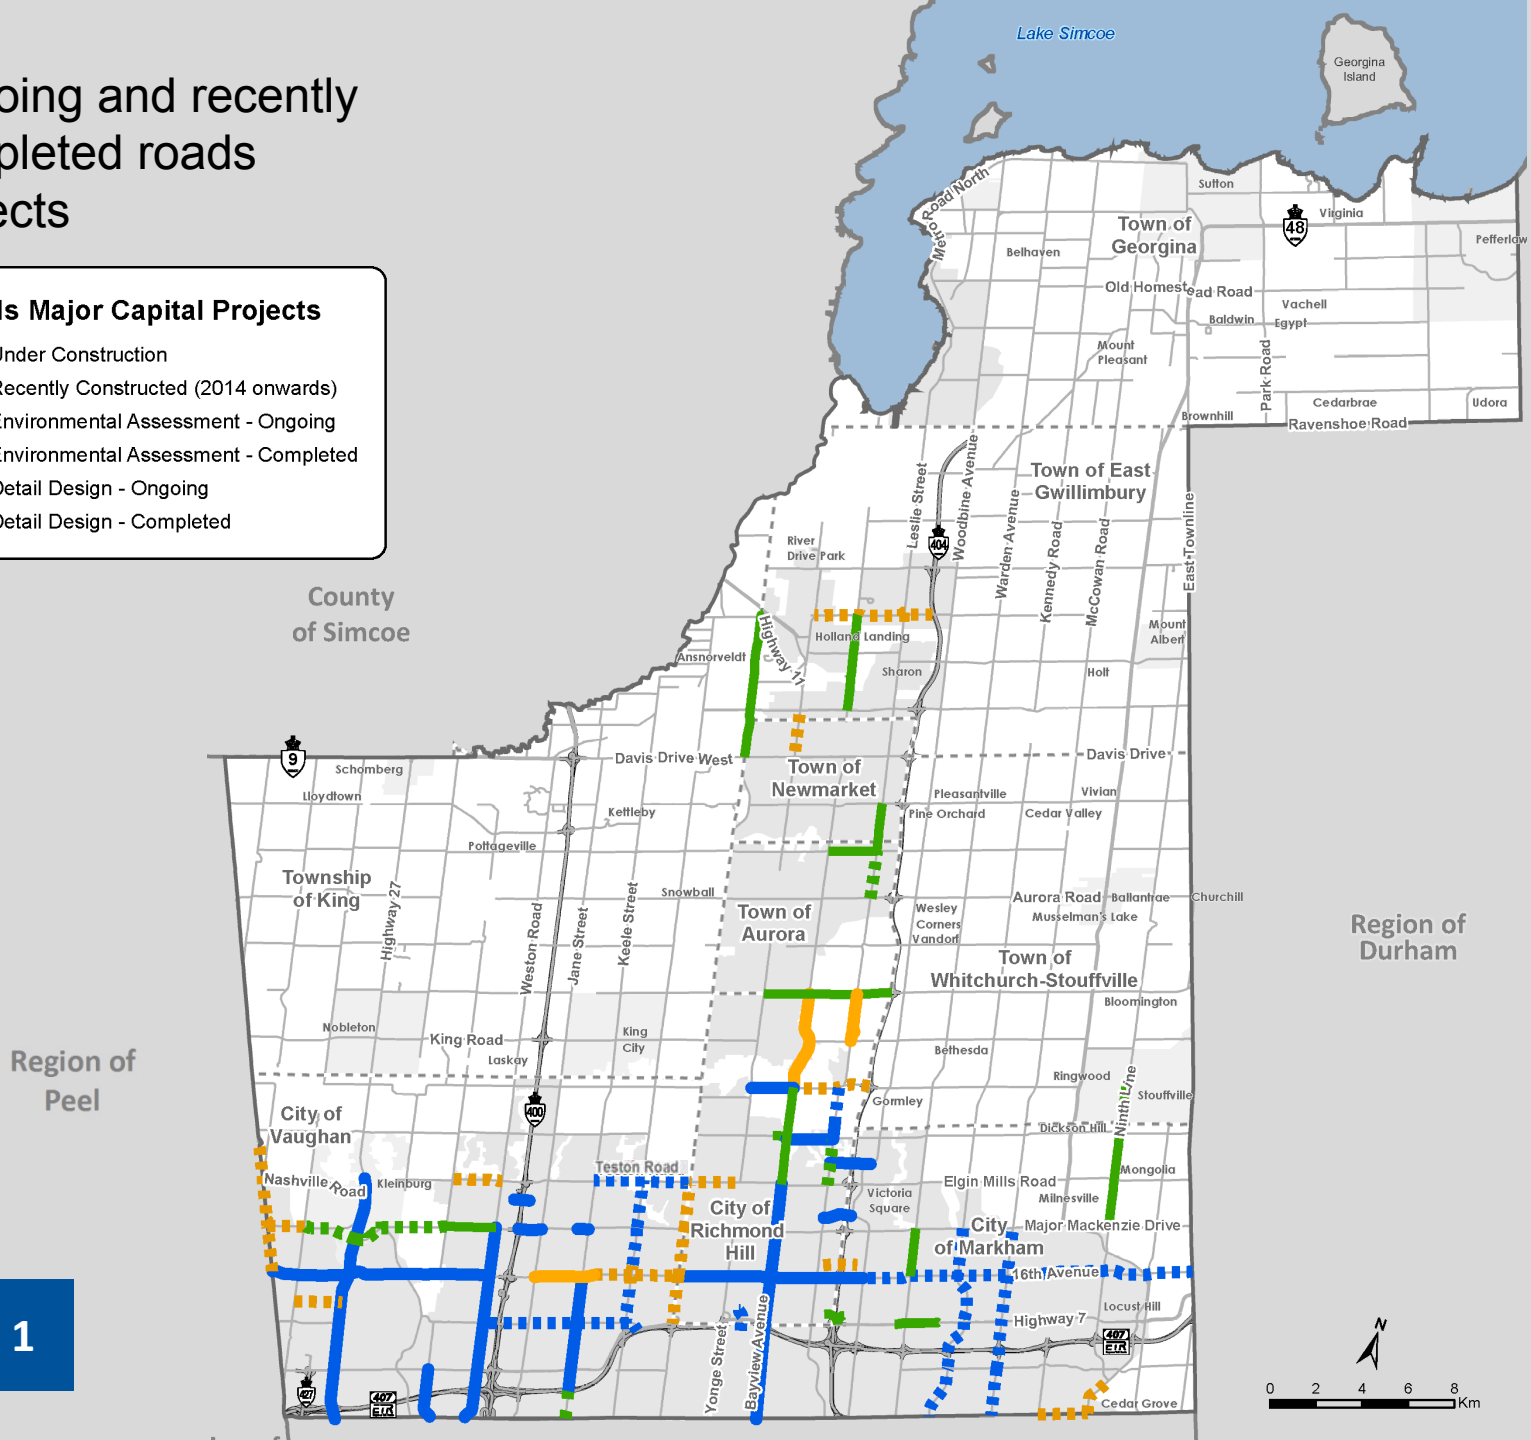 oing and recently
pleted roads
ects
ls Major Capital Projects
Under Construction
Recently Constructed (2014 onwards)
Environmental Assessment - Ongoing
Environmental Assessment - Completed
Detail Design - Ongoing
Detail Design - Completed
Lake Simcoe
Georgina
Island
Metro Road North
Sutton
Virginia
48
Town of
Georgina
Pefferlaw
Belhaven
Old Homestead Road
Vachell
Baldwin
Egypt
Mount
Pleasant
Park Road
Cedarbrae
Udora
Brownhill
Ravenshoe Road
Town of East
Gwillimbury
Leslie Street
Woodbine Avenue
404
Warden Avenue
Kennedy Road
McCowan Road
East Townline
River
Drive Park
County
of Simcoe
Highway 11
Holland Landing
Mount
Albert
Ansnorveldt
Sharon
Holt
9
Schomberg
Davis Drive West
Davis Drive
Town of
Newmarket
Lloydtown
Kettleby
Pleasantville
Vivian
Pine Orchard
Cedar Valley
Pottageville
Township
of King
Highway 27
Snowball
Aurora Road
Ballantrae
Churchill
Town of
Aurora
Wesley
Corners
Vandorf
Musselman's Lake
Region of
Durham
Weston Road
Jane Street
Keele Street
Town of
Whitchurch-Stouffville
Bloomington
Nobleton
King Road
King
City
Laskay
Bethesda
Region of
Peel
Ringwood
Stouffville
City of
Vaughan
400
Gormley
Ninth Line
Dickson Hill
Teston Road
Mongolia
Nashville Road
Kleinburg
Elgin Mills Road
Milnesville
Victoria
Square
City of
Richmond
Hill
City
of Markham
Major Mackenzie Drive
16th Avenue
Locust Hill
Highway 7
1
Yonge Street
Bayview Avenue
407
ETR
427
407
ETR
Cedar Grove
N
0 2 4 6 8
Km